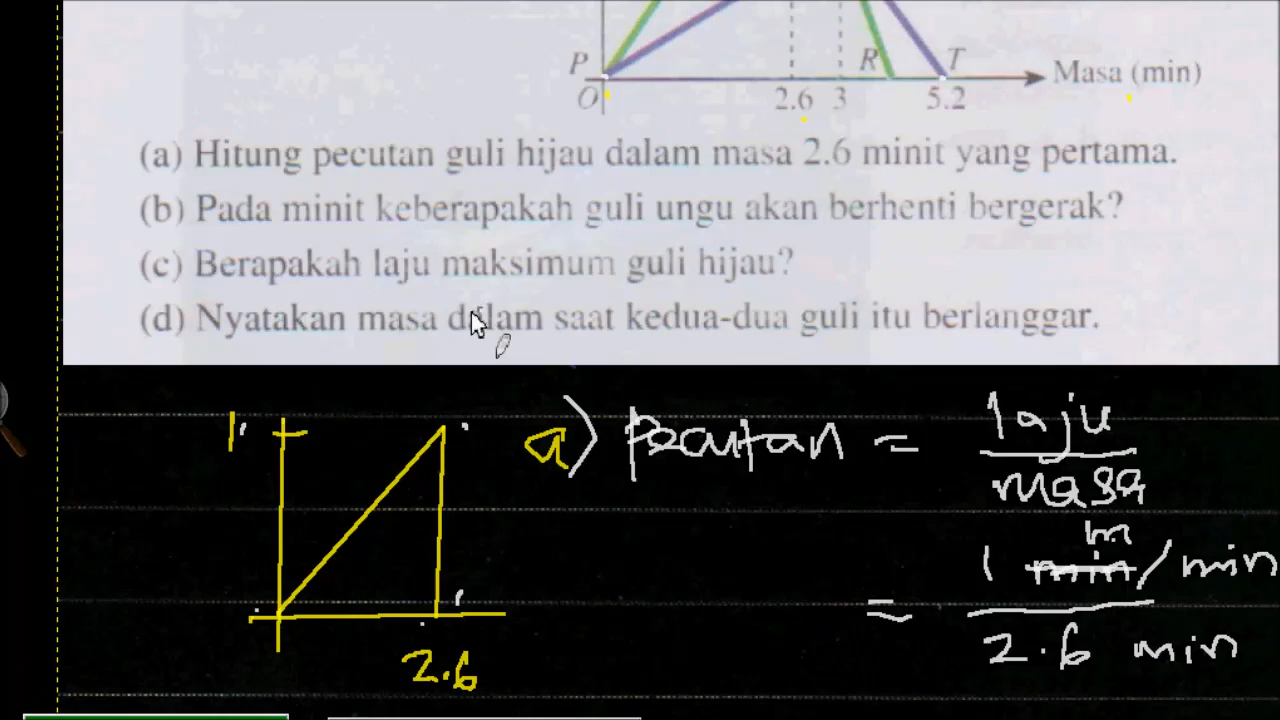 P R T
Masa (min)
O 2.6 3 5.2
(a) Hitung pecutan guli hijau dalam masa 2.6 minit yang pertama.
(b) Pada minit keberapakah guli ungu akan berhenti bergerak?
(c) Berapakah laju maksimum guli hijau?
(d) Nyatakan masa dalam saat kedua-dua guli itu berlanggar.
1
2.6
a) Pecutan = laju
masa
= 1 m/min
2.6 min